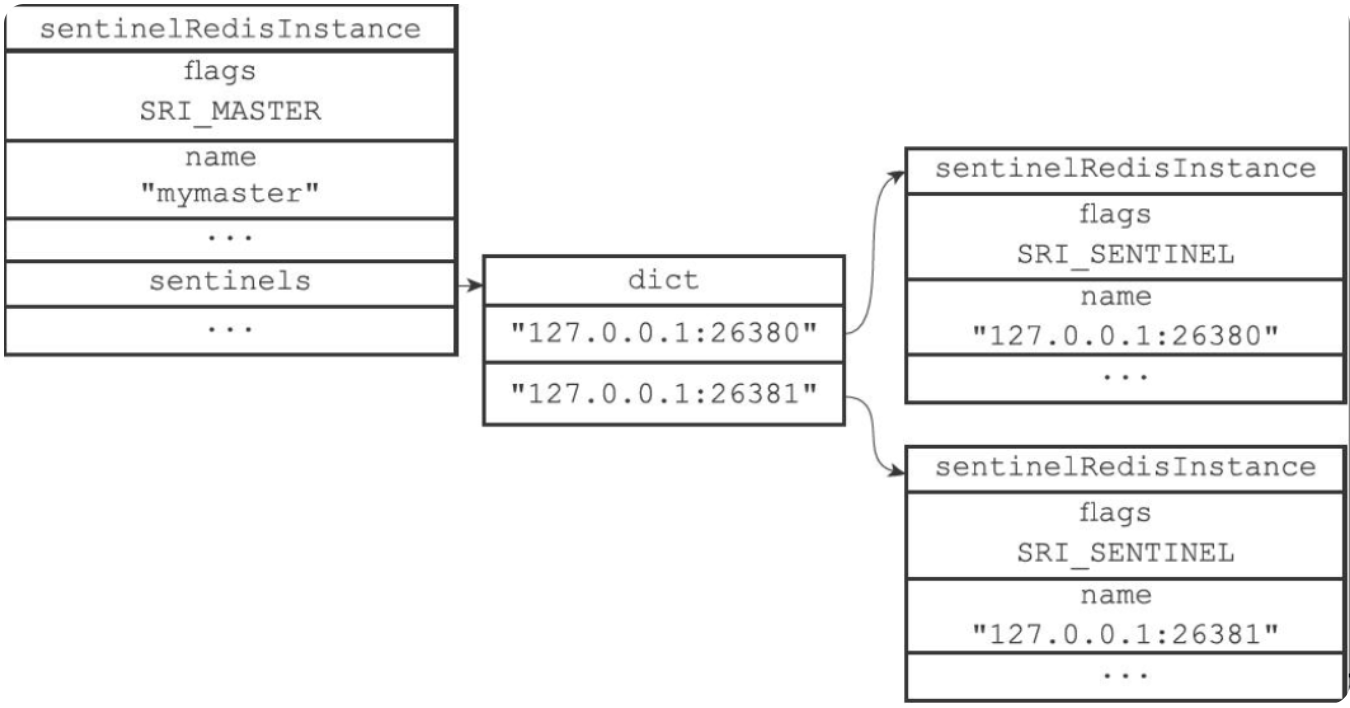 sentinelRedisInstance
flags
SRI_MASTER
name
"mymaster"
...
sentinels
...
dict
"127.0.0.1:26380"
"127.0.0.1:26381"
sentinelRedisInstance
flags
SRI_SENTINEL
name
"127.0.0.1:26380"
...
sentinelRedisInstance
flags
SRI_SENTINEL
name
"127.0.0.1:26381"
...